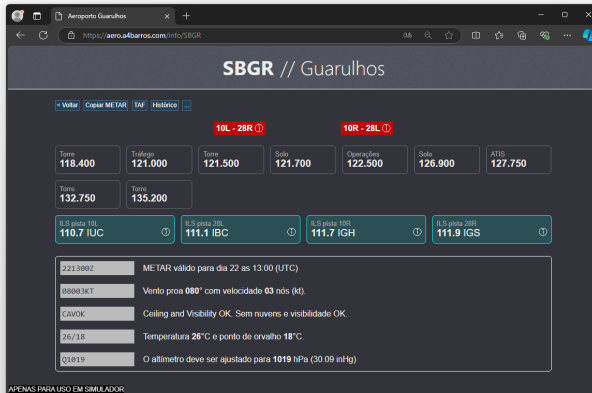 Aeroporto Guarulhos
https://aero.a4barros.com/info/SBGR
SBGR // Guarulhos
< Voltar Copiar METAR TAF Histórico ...
10L - 28R 10R - 28L
Torre Tráfego Torre Solo Operações Solo ATIS
118.400 121.000 121.500 121.700 122.500 126.900 127.750
Torre Torre
132.750 135.200
ILS pista 10L ILS pista 28L ILS pista 10R ILS pista 28R
110.7 IUC 111.1 IBC 111.7 IGH 111.9 IGS
221300Z METAR válido para dia 22 as 13:00 (UTC)
08003KT Vento proa 080° com velocidade 03 nós (kt).
CAVOK Ceiling and Visibility OK. Sem nuvens e visibilidade OK.
26/18 Temperatura 26°C e ponto de orvalho 18°C.
Q1019 O altímetro deve ser ajustado para 1019 hPa (30.09 inHg)
APENAS PARA USO EM SIMULADOR